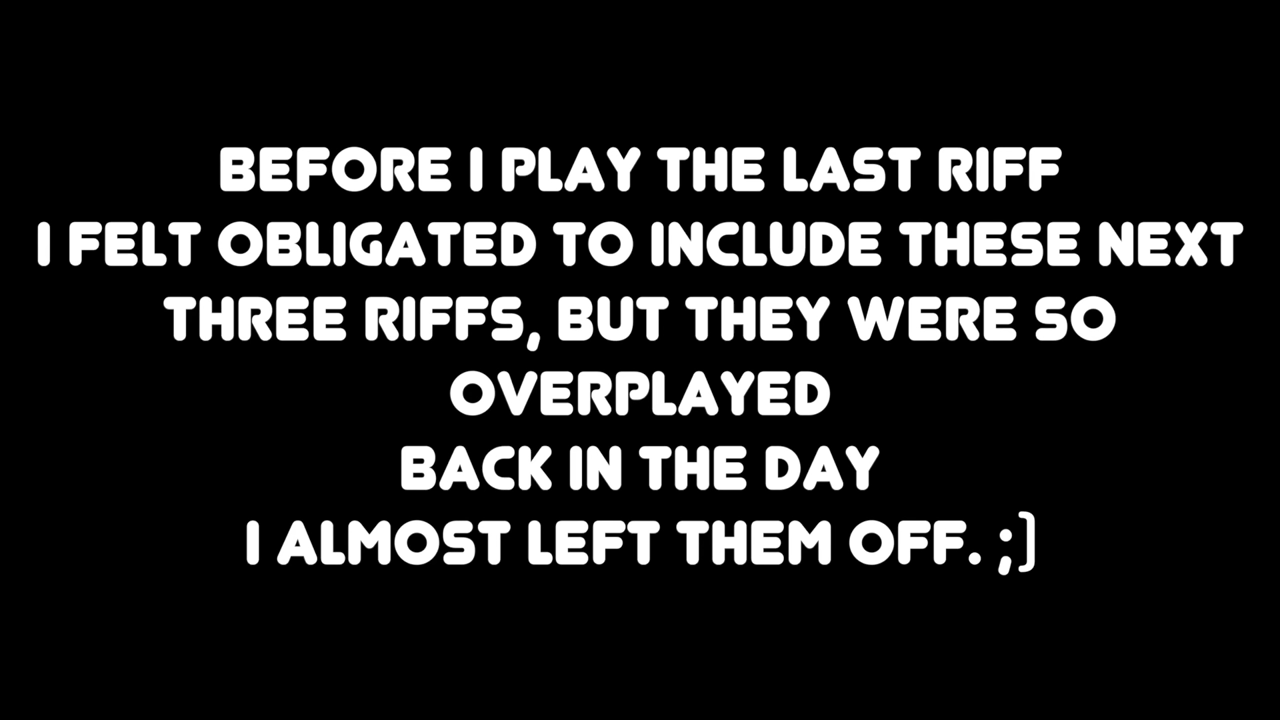 BEFORE I PLAY THE LAST RIFF
I FELT OBLIGATED TO INCLUDE THESE NEXT
THREE RIFFS, BUT THEY WERE SO
OVERPLAYED
BACK IN THE DAY
I ALMOST LEFT THEM OFF. ;)